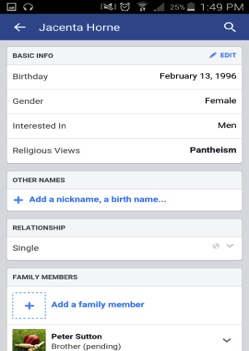 25% 1:49 PM
Jacenta Horne
BASIC INFO EDIT
Birthday February 13, 1996
Gender Female
Interested In Men
Religious Views Pantheism
OTHER NAMES
Add a nickname, a birth name...
RELATIONSHIP
Single
FAMILY MEMBERS
Add a family member
Peter Sutton
Brother (pending)